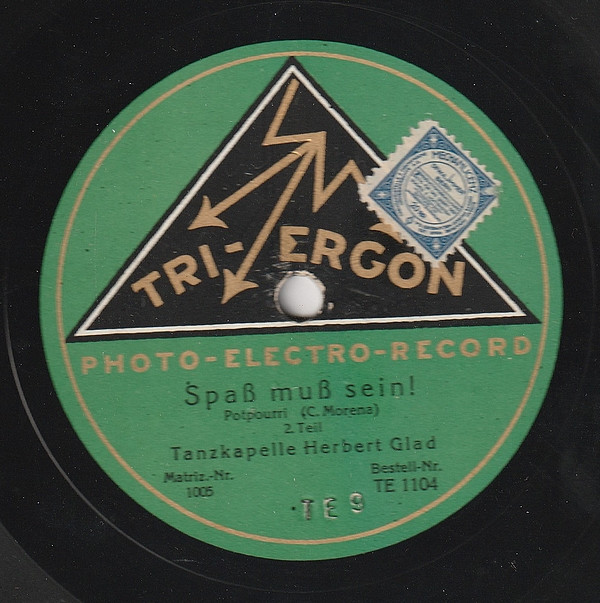 TRI-ERGON
PHOTO-ELECTRO-RECORD
Spaß muß sein!
Potpourri (C. Morena)
2. Teil
Tanzkapelle Herbert Glad
Matriz.-Nr. Bestell-Nr.
1005 TE 1104
TE 9